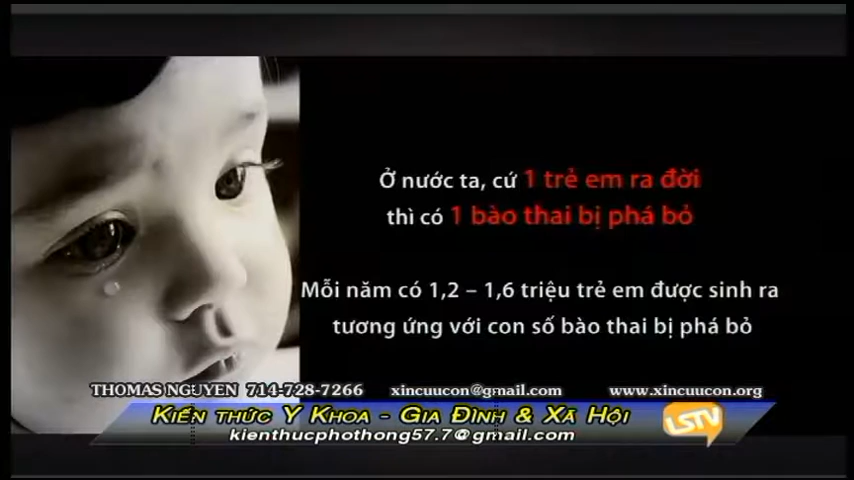 Ở nước ta, cứ 1 trẻ em ra đời
thì có 1 bào thai bị phá bỏ
Mỗi năm có 1,2 – 1,6 triệu trẻ em được sinh ra
tương ứng với con số bào thai bị phá bỏ
THOMAS NGUYEN 714-728-7266 xincuucon@gmail.com www.xincuucon.org
KIẾN THỨC Y KHOA - GIA ĐÌNH & XÃ HỘI
LSTV
kienthucphothong57.7@gmail.com